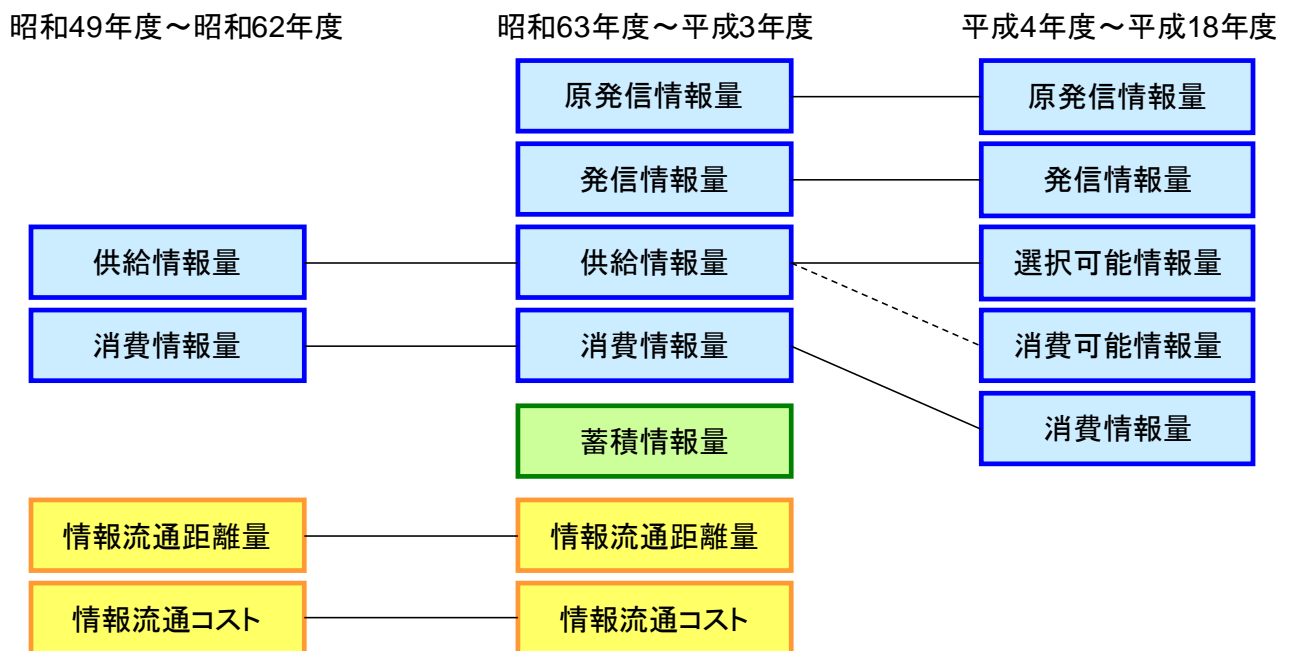 昭和49年度～昭和62年度
昭和63年度～平成3年度
平成4年度～平成18年度
原発信情報量
原発信情報量
発信情報量
発信情報量
供給情報量
供給情報量
選択可能情報量
消費情報量
消費情報量
消費可能情報量
蓄積情報量
消費情報量
情報流通距離量
情報流通距離量
情報流通コスト
情報流通コスト